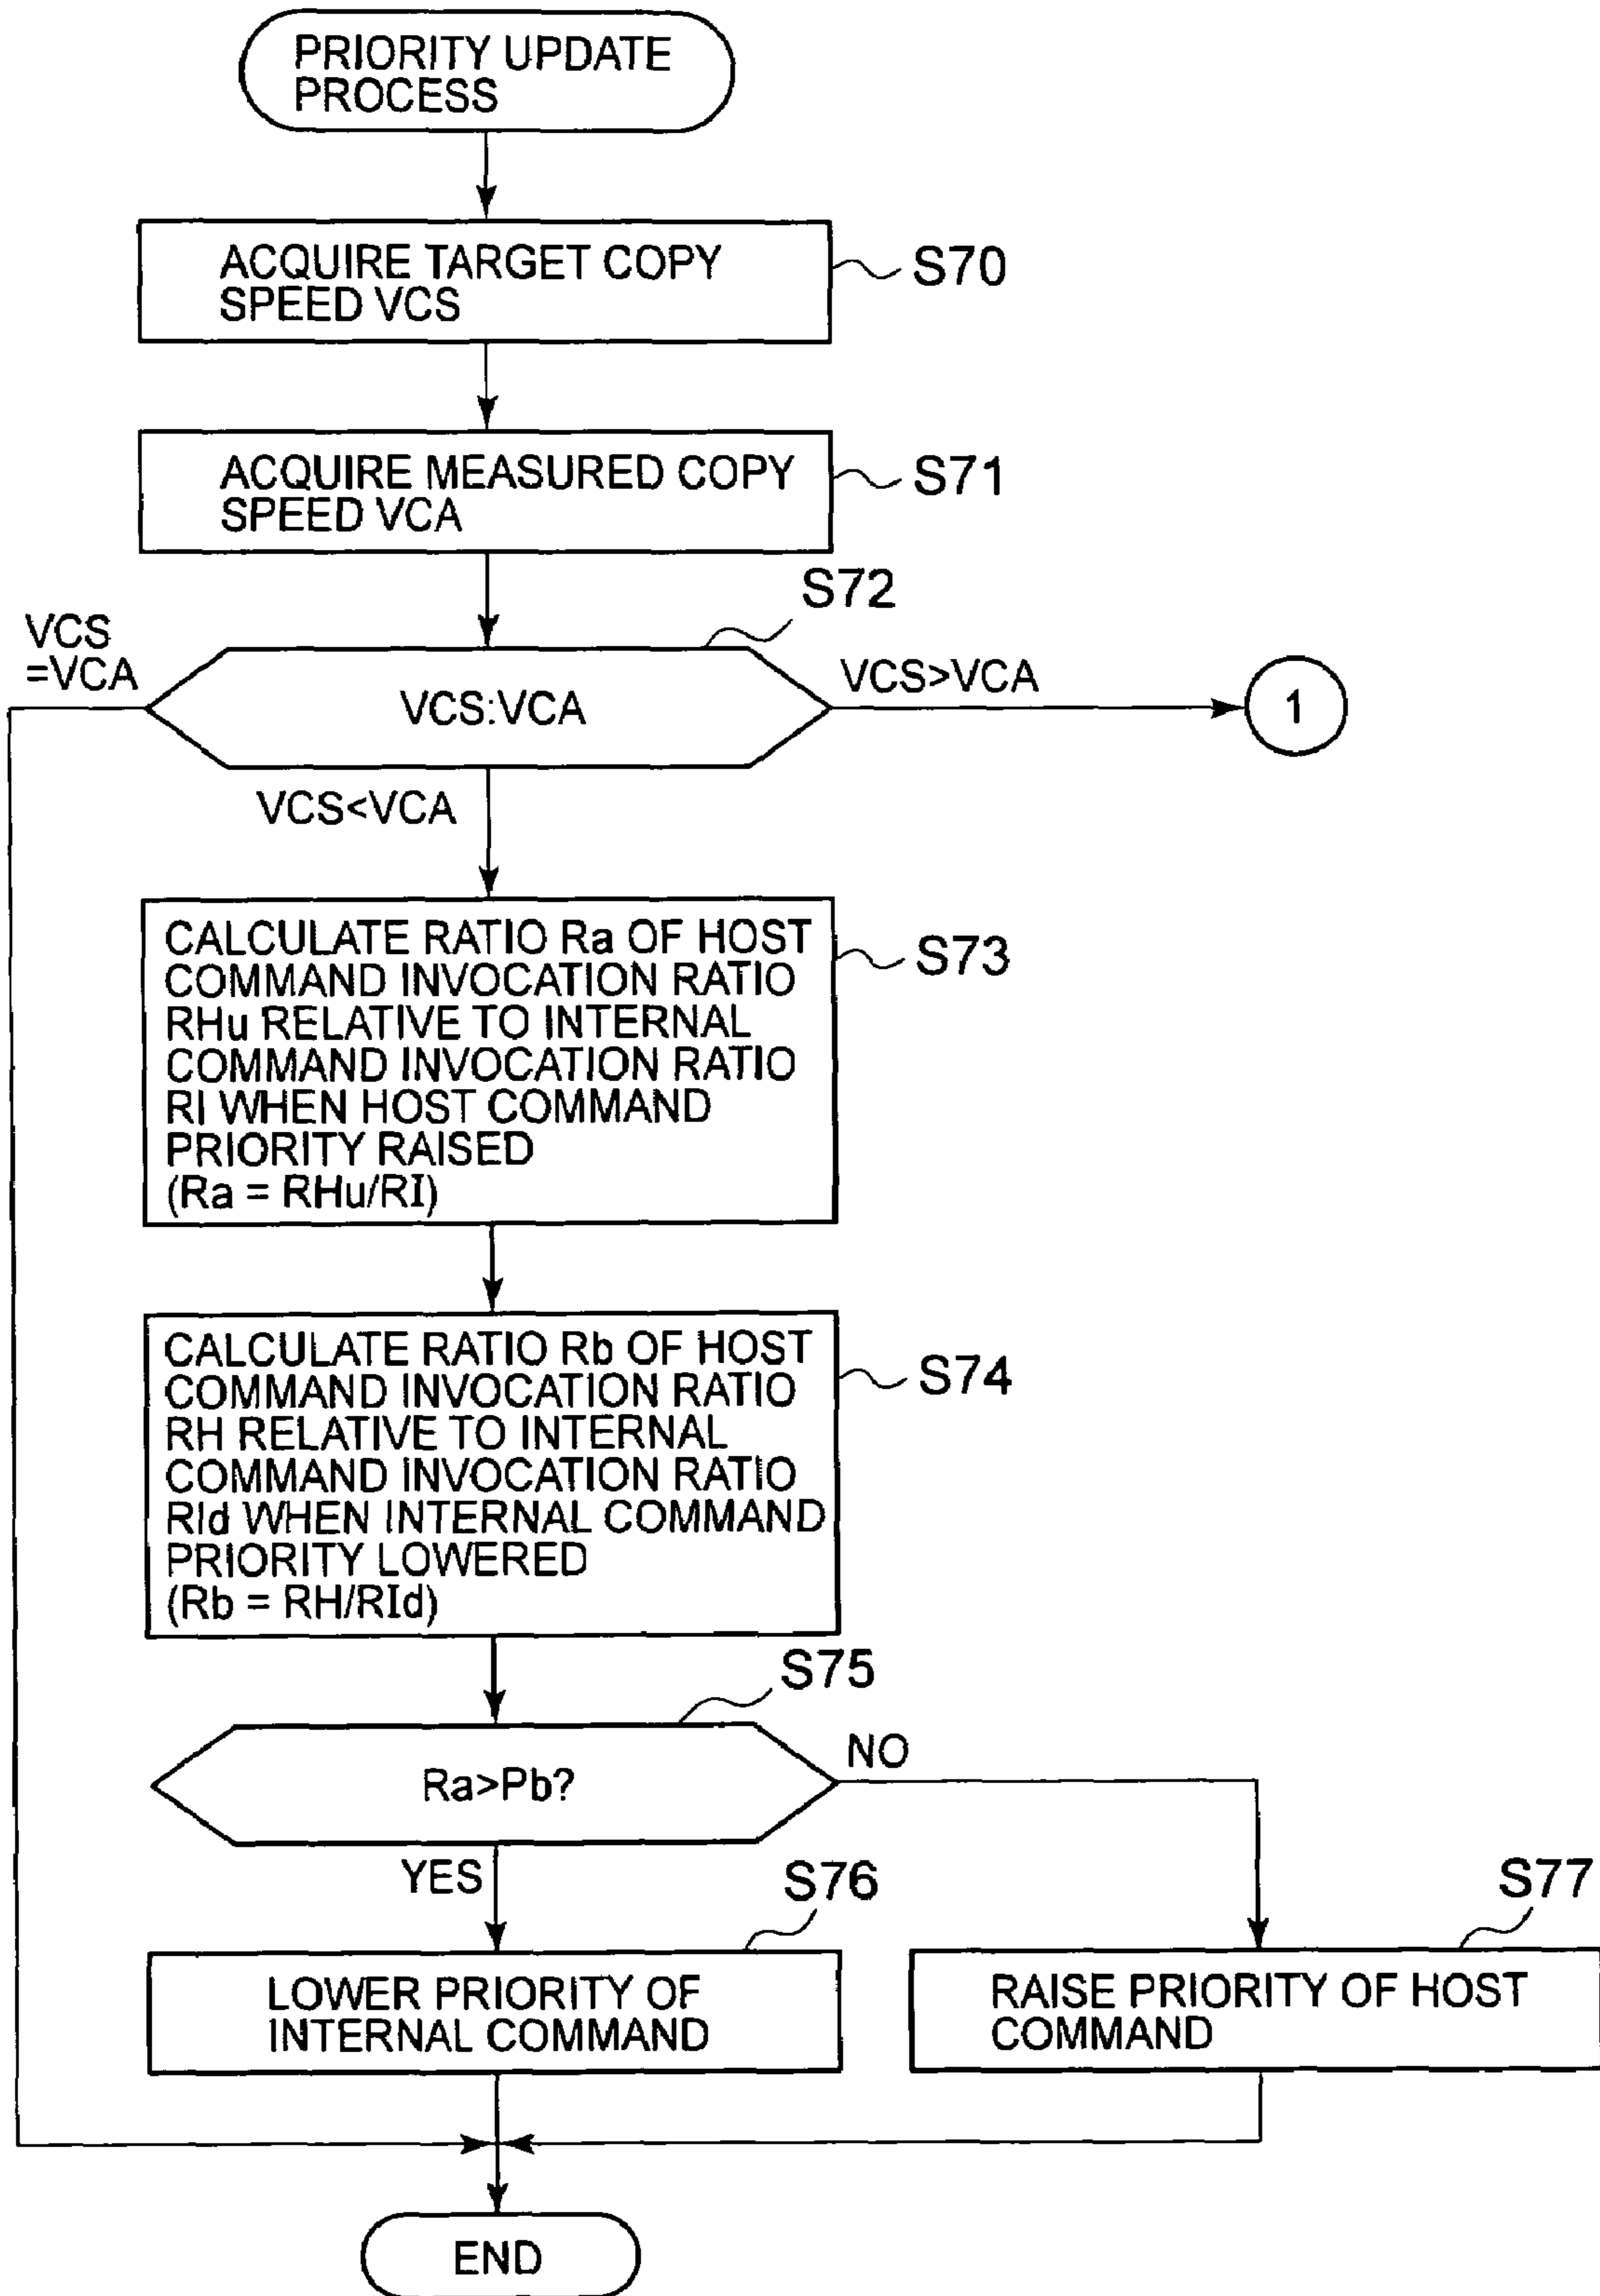 PRIORITY UPDATE
PROCESS
ACQUIRE TARGET COPY
SPEED VCS
S70
ACQUIRE MEASURED COPY
SPEED VCA
S71
S72
VCS
=VCA
VCS:VCA
VCS>VCA
1
VCS<VCA
CALCULATE RATIO Ra OF HOST
COMMAND INVOCATION RATIO
RHu RELATIVE TO INTERNAL
COMMAND INVOCATION RATIO
RI WHEN HOST COMMAND
PRIORITY RAISED
(Ra = RHu/RI)
S73
CALCULATE RATIO Rb OF HOST
COMMAND INVOCATION RATIO
RH RELATIVE TO INTERNAL
COMMAND INVOCATION RATIO
RId WHEN INTERNAL COMMAND
PRIORITY LOWERED
(Rb = RH/RId)
S74
S75
Ra>Pb?
NO
YES
S76
S77
LOWER PRIORITY OF
INTERNAL COMMAND
RAISE PRIORITY OF HOST
COMMAND
END